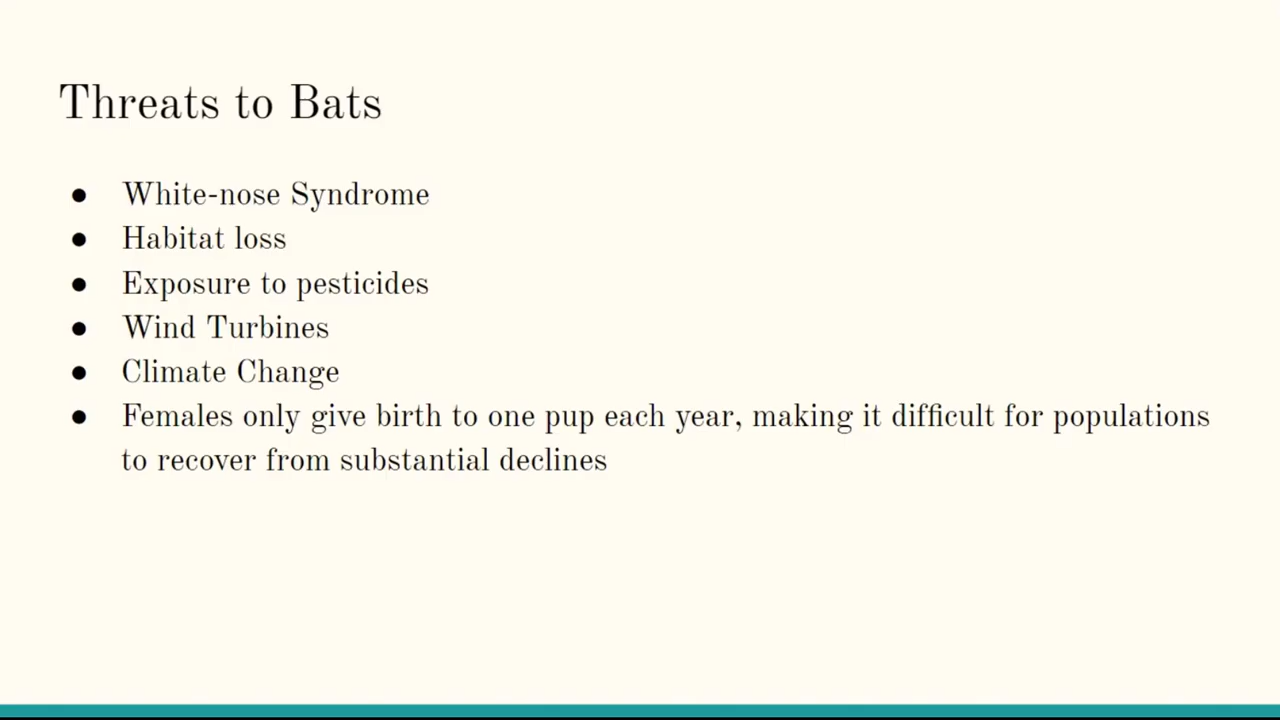 Threats to Bats
● White-nose Syndrome
● Habitat loss
● Exposure to pesticides
● Wind Turbines
● Climate Change
● Females only give birth to one pup each year, making it difficult for populations
to recover from substantial declines